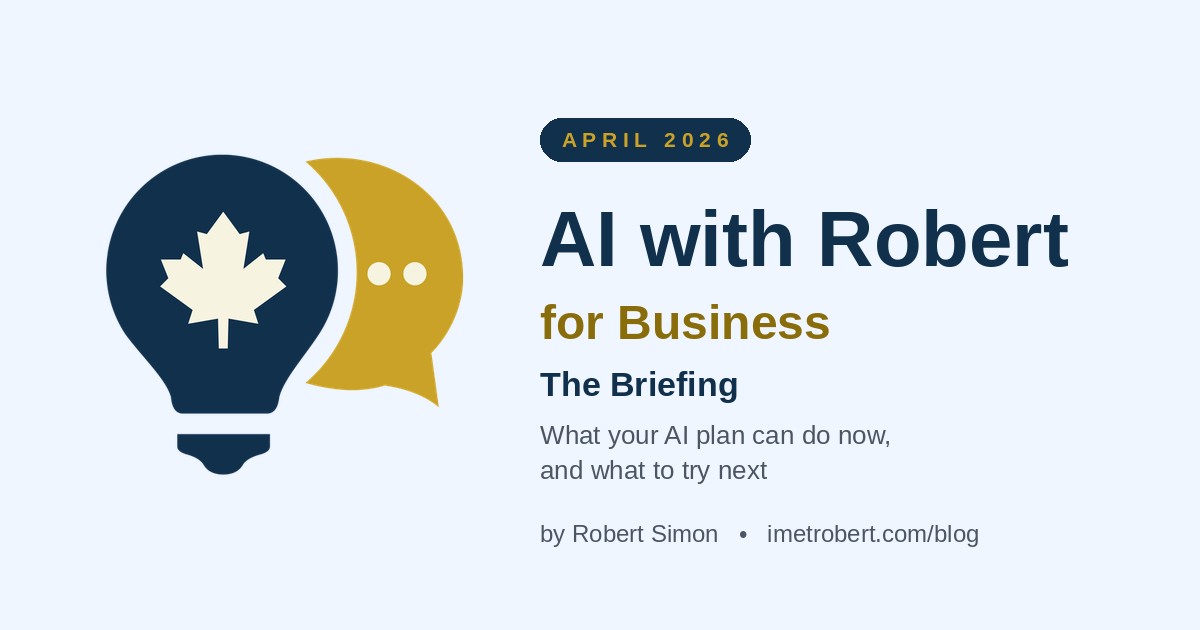 APRIL 2026
AI with Robert
for Business
The Briefing
What your AI plan can do now,
and what to try next
by Robert Simon • imetrobert.com/blog